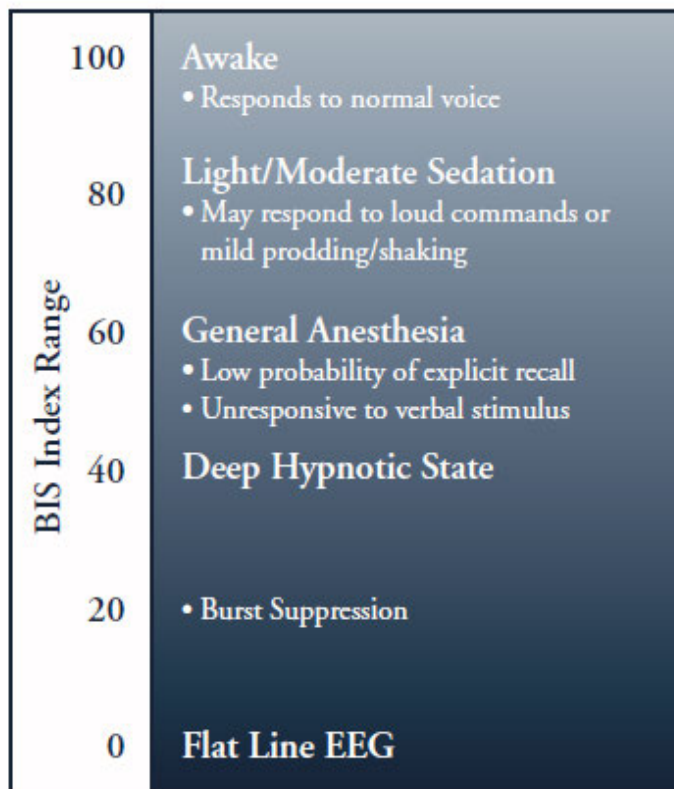 BIS Index Range
100
Awake
• Responds to normal voice
80
Light/Moderate Sedation
• May respond to loud commands or
mild prodding/shaking
60
General Anesthesia
• Low probability of explicit recall
• Unresponsive to verbal stimulus
40
Deep Hypnotic State
20
• Burst Suppression
0
Flat Line EEG